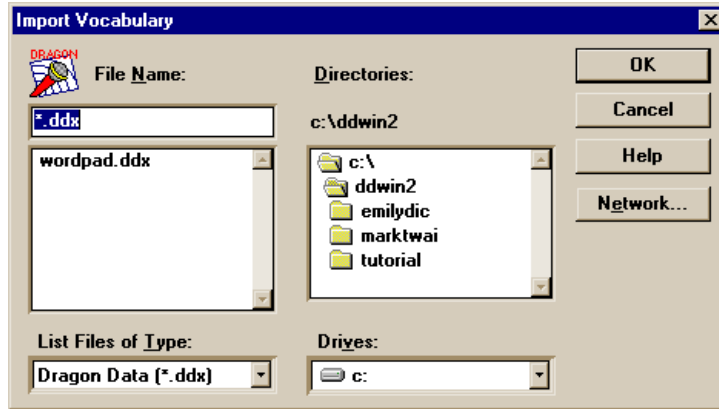 Import Vocabulary
DRAGON
File Name:
*.ddx
wordpad.ddx
List Files of Type:
Dragon Data (*.ddx)
Directories:
c:\ddwin2
c:\
ddwin2
emilydic
marktwai
tutorial
Drives:
c:
OK
Cancel
Help
Network...